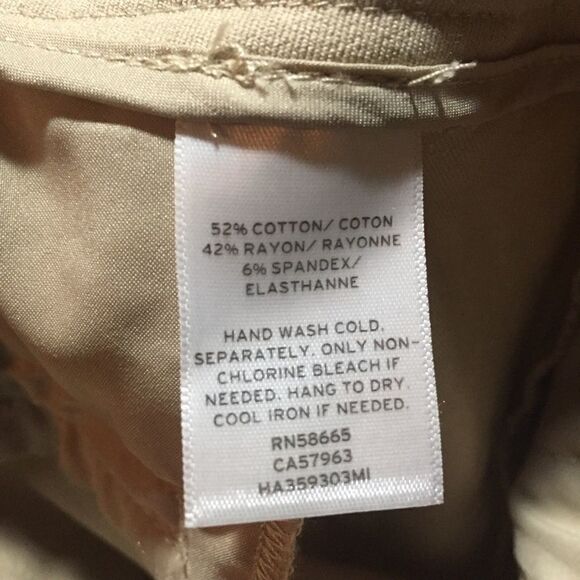 52% COTTON/ COTON
42% RAYON/ RAYONNE
6% SPANDEX/
ELASTHANNE
HAND WASH COLD.
SEPARATELY. ONLY NON-
CHLORINE BLEACH IF
NEEDED. HANG TO DRY.
COOL IRON IF NEEDED.
RN58665
CA57963
HA359303MI